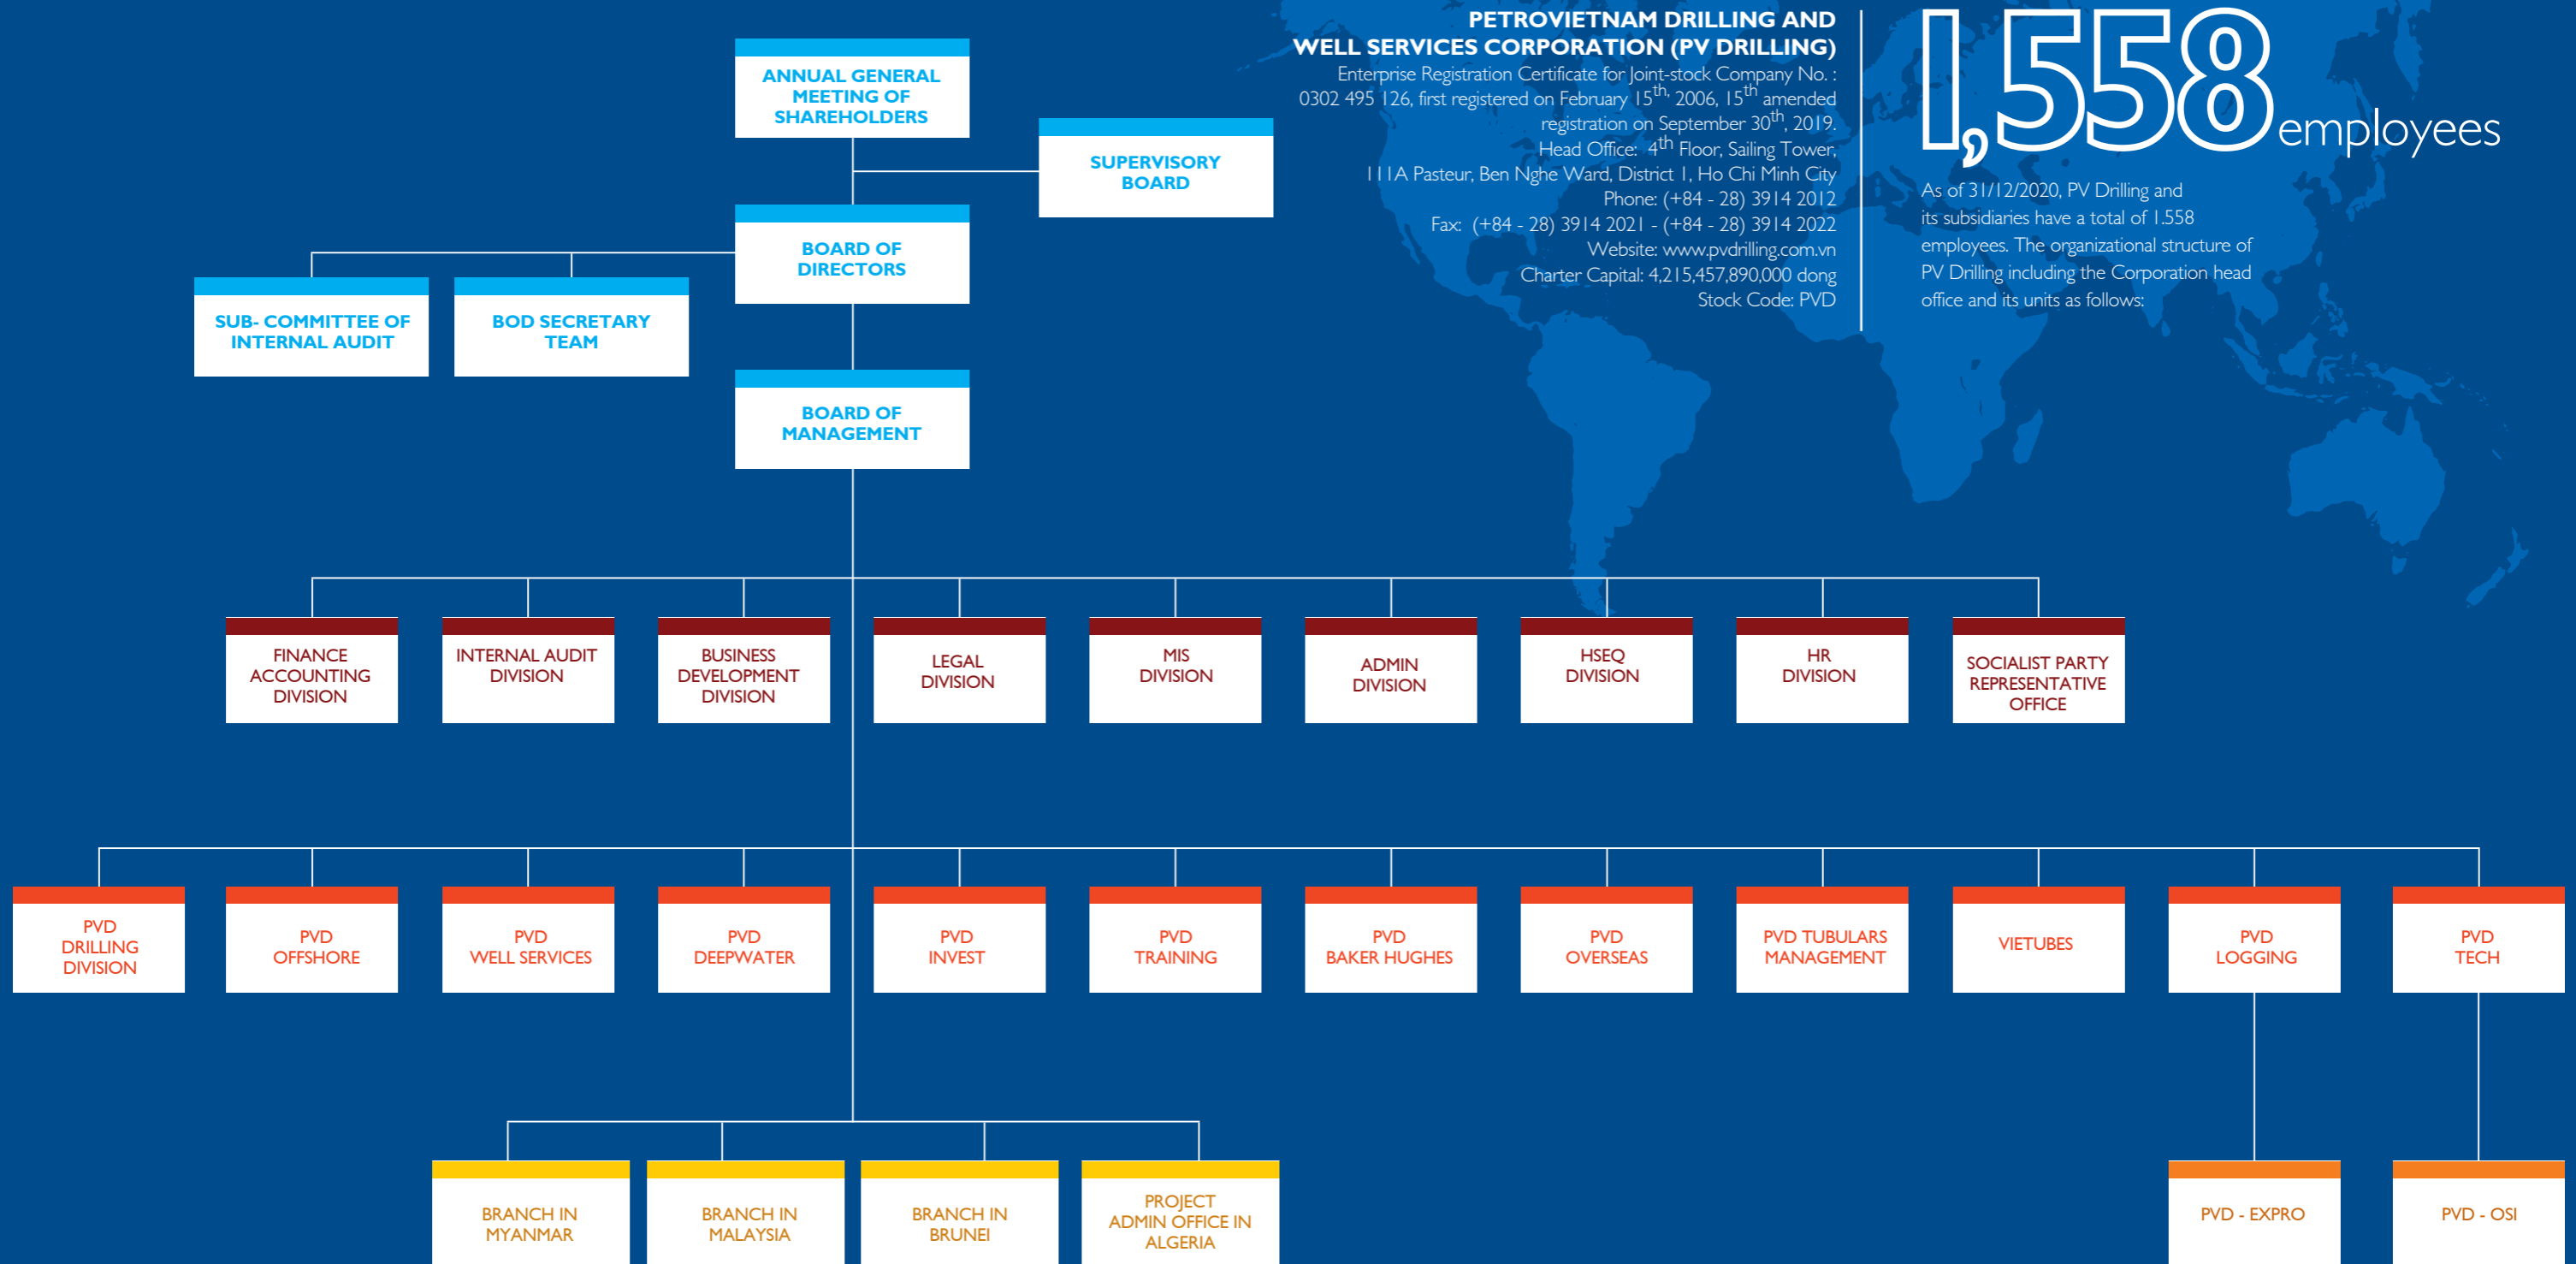 PETROVIETNAM DRILLING AND
WELL SERVICES CORPORATION (PV DRILLING)
Enterprise Registration Certificate for Joint-stock Company No. :
0302 495 126, first registered on February 15th, 2006, 15th amended
registration on September 30th, 2019.
Head Office: 4th Floor, Sailing Tower,
111A Pasteur, Ben Nghe Ward, District 1, Ho Chi Minh City
Phone: (+84 - 28) 3914 2012
Fax: (+84 - 28) 3914 2021 - (+84 - 28) 3914 2022
Website: www.pvdrilling.com.vn
Charter Capital: 4,215,457,890,000 dong
Stock Code: PVD
1,558 employees
As of 31/12/2020, PV Drilling and
its subsidiaries have a total of 1.558
employees. The organizational structure of
PV Drilling including the Corporation head
office and its units as follows:
ANNUAL GENERAL
MEETING OF
SHAREHOLDERS
SUPERVISORY
BOARD
BOARD OF
DIRECTORS
SUB- COMMITTEE OF
INTERNAL AUDIT
BOD SECRETARY
TEAM
BOARD OF
MANAGEMENT
FINANCE
ACCOUNTING
DIVISION
INTERNAL AUDIT
DIVISION
BUSINESS
DEVELOPMENT
DIVISION
LEGAL
DIVISION
MIS
DIVISION
ADMIN
DIVISION
HSEQ
DIVISION
HR
DIVISION
SOCIALIST PARTY
REPRESENTATIVE
OFFICE
PVD
DRILLING
DIVISION
PVD
OFFSHORE
PVD
WELL SERVICES
PVD
DEEPWATER
PVD
INVEST
PVD
TRAINING
PVD
BAKER HUGHES
PVD
OVERSEAS
PVD TUBULARS
MANAGEMENT
VIETUBES
PVD
LOGGING
PVD
TECH
BRANCH IN
MYANMAR
BRANCH IN
MALAYSIA
BRANCH IN
BRUNEI
PROJECT
ADMIN OFFICE IN
ALGERIA
PVD - EXPRO
PVD - OSI